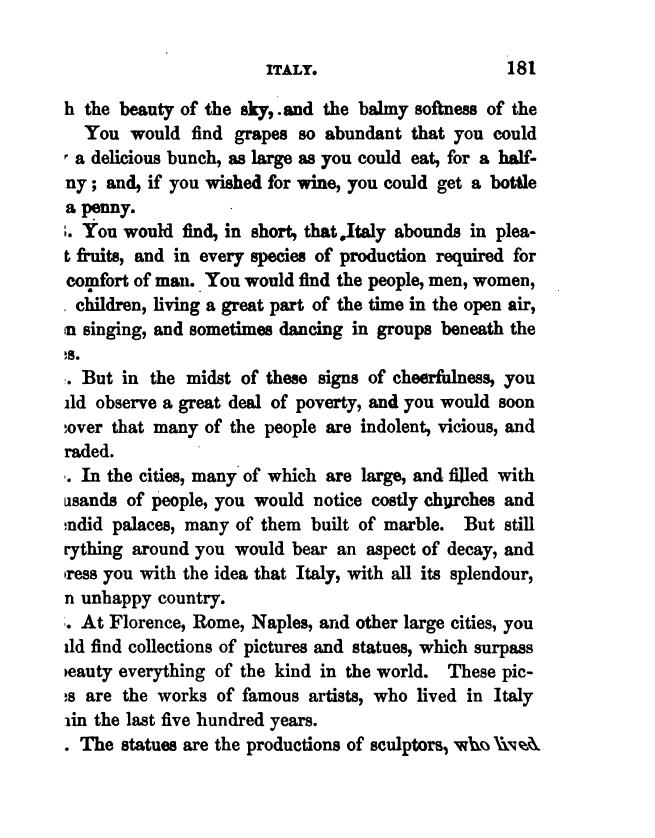 ITALY. 181
h the beauty of the sky, and the balmy softness of the
You would find grapes so abundant that you could
a delicious bunch, as large as you could eat, for a half-
ny; and, if you wished for wine, you could get a bottle
a penny.
. You would find, in short, that Italy abounds in plea-
t fruits, and in every species of production required for
comfort of man. You would find the people, men, women,
children, living a great part of the time in the open air,
n singing, and sometimes dancing in groups beneath the
s.
. But in the midst of these signs of cheerfulness, you
ld observe a great deal of poverty, and you would soon
over that many of the people are indolent, vicious, and
raded.
. In the cities, many of which are large, and filled with
usands of people, you would notice costly churches and
ndid palaces, many of them built of marble. But still
rything around you would bear an aspect of decay, and
ress you with the idea that Italy, with all its splendour,
n unhappy country.
. At Florence, Rome, Naples, and other large cities, you
ld find collections of pictures and statues, which surpass
eauty everything of the kind in the world. These pic-
s are the works of famous artists, who lived in Italy
in the last five hundred years.
. The statues are the productions of sculptors, who lived